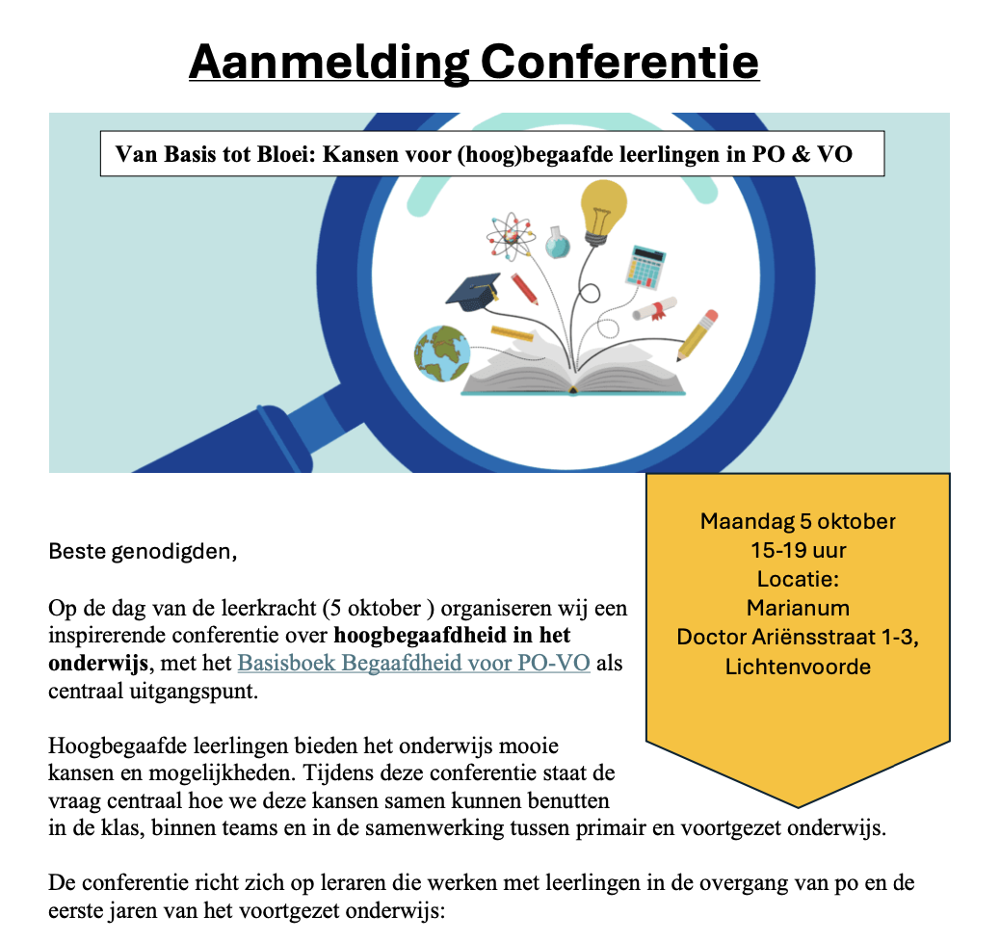 Aanmelding Conferentie
Van Basis tot Bloei: Kansen voor (hoog)begaafde leerlingen in PO & VO
Maandag 5 oktober
15-19 uur
Locatie:
Marianum
Doctor Ariënsstraat 1-3,
Lichtenvoorde
Beste genodigden,
Op de dag van de leerkracht (5 oktober ) organiseren wij een
inspirerende conferentie over hoogbegaafdheid in het
onderwijs, met het Basisboek Begaafdheid voor PO-VO als
centraal uitgangspunt.
Hoogbegaafde leerlingen bieden het onderwijs mooie
kansen en mogelijkheden. Tijdens deze conferentie staat de
vraag centraal hoe we deze kansen samen kunnen benutten
in de klas, binnen teams en in de samenwerking tussen primair en voortgezet onderwijs.
De conferentie richt zich op leraren die werken met leerlingen in de overgang van po en de
eerste jaren van het voortgezet onderwijs: